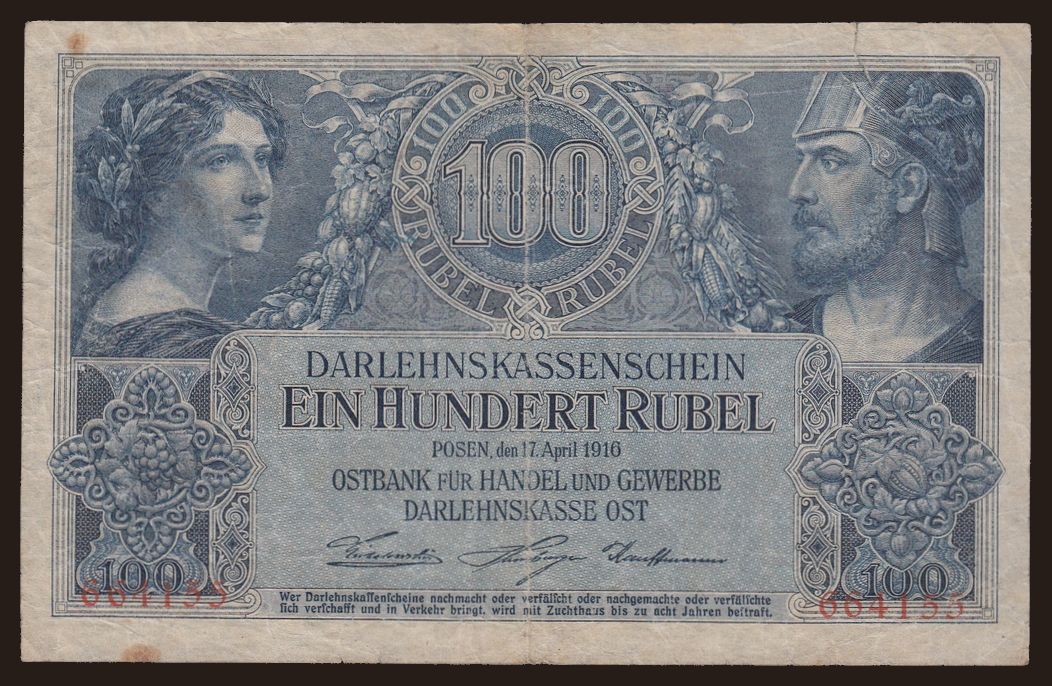 100 100
100
RUBEL RUBEL
DARLEHNSKASSENSCHEIN
EIN HUNDERT RUBEL
POSEN, den 17. April 1916
OSTBANK FÜR HANDEL UND GEWERBE
DARLEHNSKASSE OST
Kauffmann
100 100
664155 664155
Wer Darlehnskaſſenſcheine nachmacht oder verfälſcht oder nachgemachte oder verfälſchte
ſich verſchafft und in Verkehr bringt, wird mit Zuchthaus bis zu acht Jahren beſtraft.